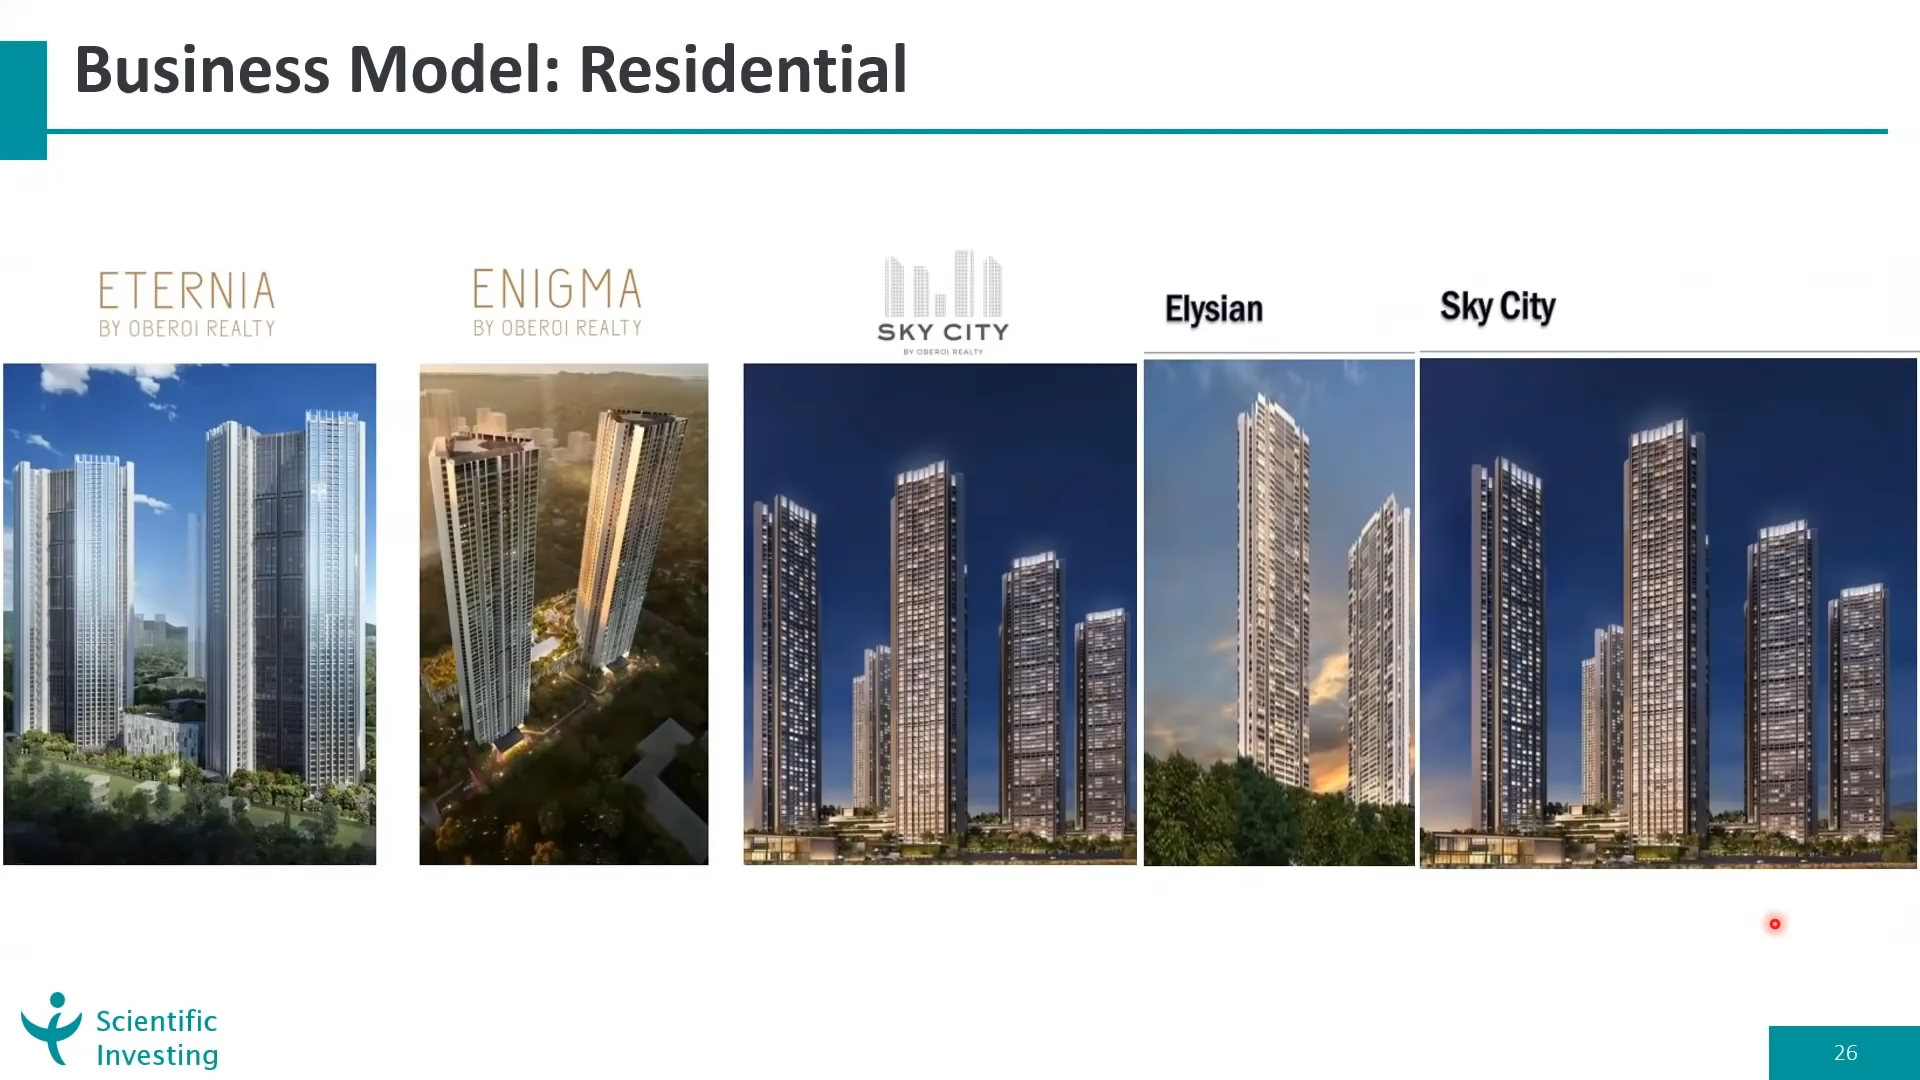 Business Model: Residential
ETERNIA
BY OBEROI REALTY
ENIGMA
BY OBEROI REALTY
SKY CITY
BY OBEROI REALTY
Elysian
Sky City
Scientific
Investing
26